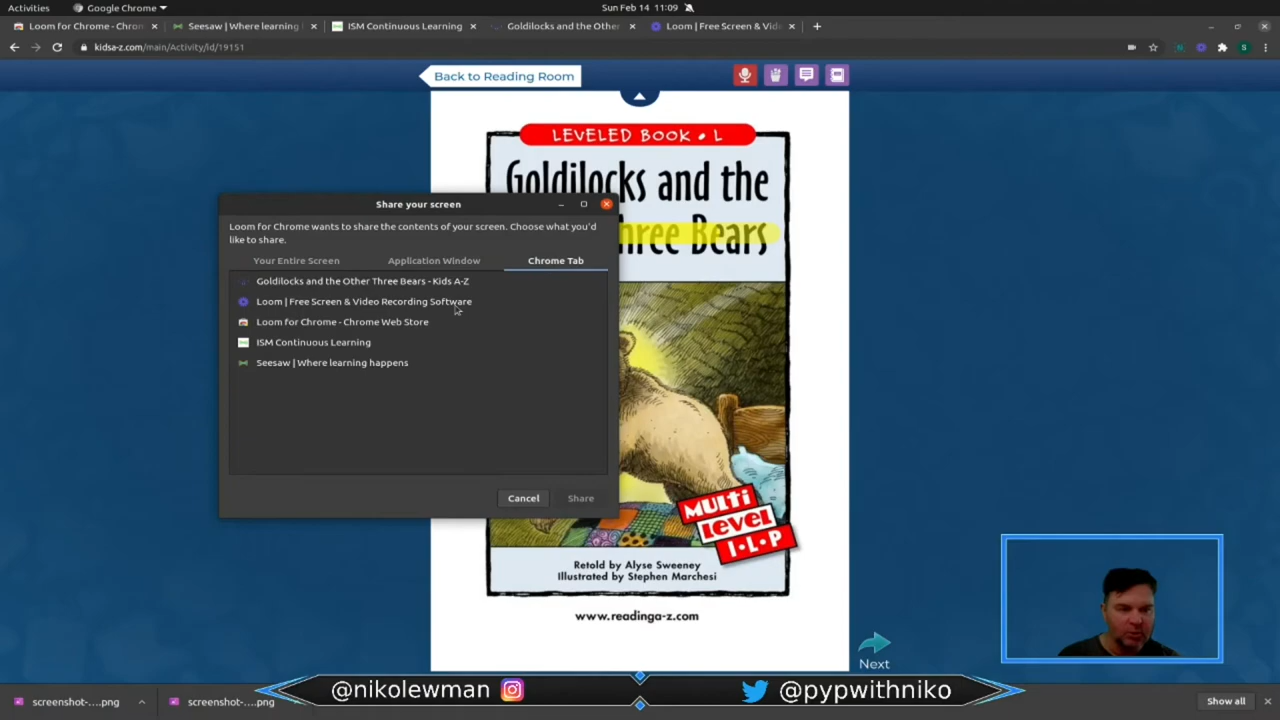 Activities
Google Chrome
Sun Feb 14 11:09
Loom for Chrome - Chrom
Seesaw | Where learning
ISM Continuous Learning
Goldilocks and the Othe
Loom | Free Screen & Vid
kidsa-z.com/main/Activity/id/19151
S
Back to Reading Room
LEVELED BOOK • L
Goldilocks and the
Three Bears
Share your screen
Loom for Chrome wants to share the contents of your screen. Choose what you'd
like to share.
Your Entire Screen
Application Window
Chrome Tab
Goldilocks and the Other Three Bears - Kids A-Z
Loom | Free Screen & Video Recording Software
Loom for Chrome - Chrome Web Store
ISM Continuous Learning
Seesaw | Where learning happens
Cancel
Share
MULTi
LeVeL
I•L•P
Retold by Alyse Sweeney
Illustrated by Stephen Marchesi
www.readinga-z.com
Next
@nikolewman
@pypwithniko
screenshot-....png
screenshot-....png
Show all